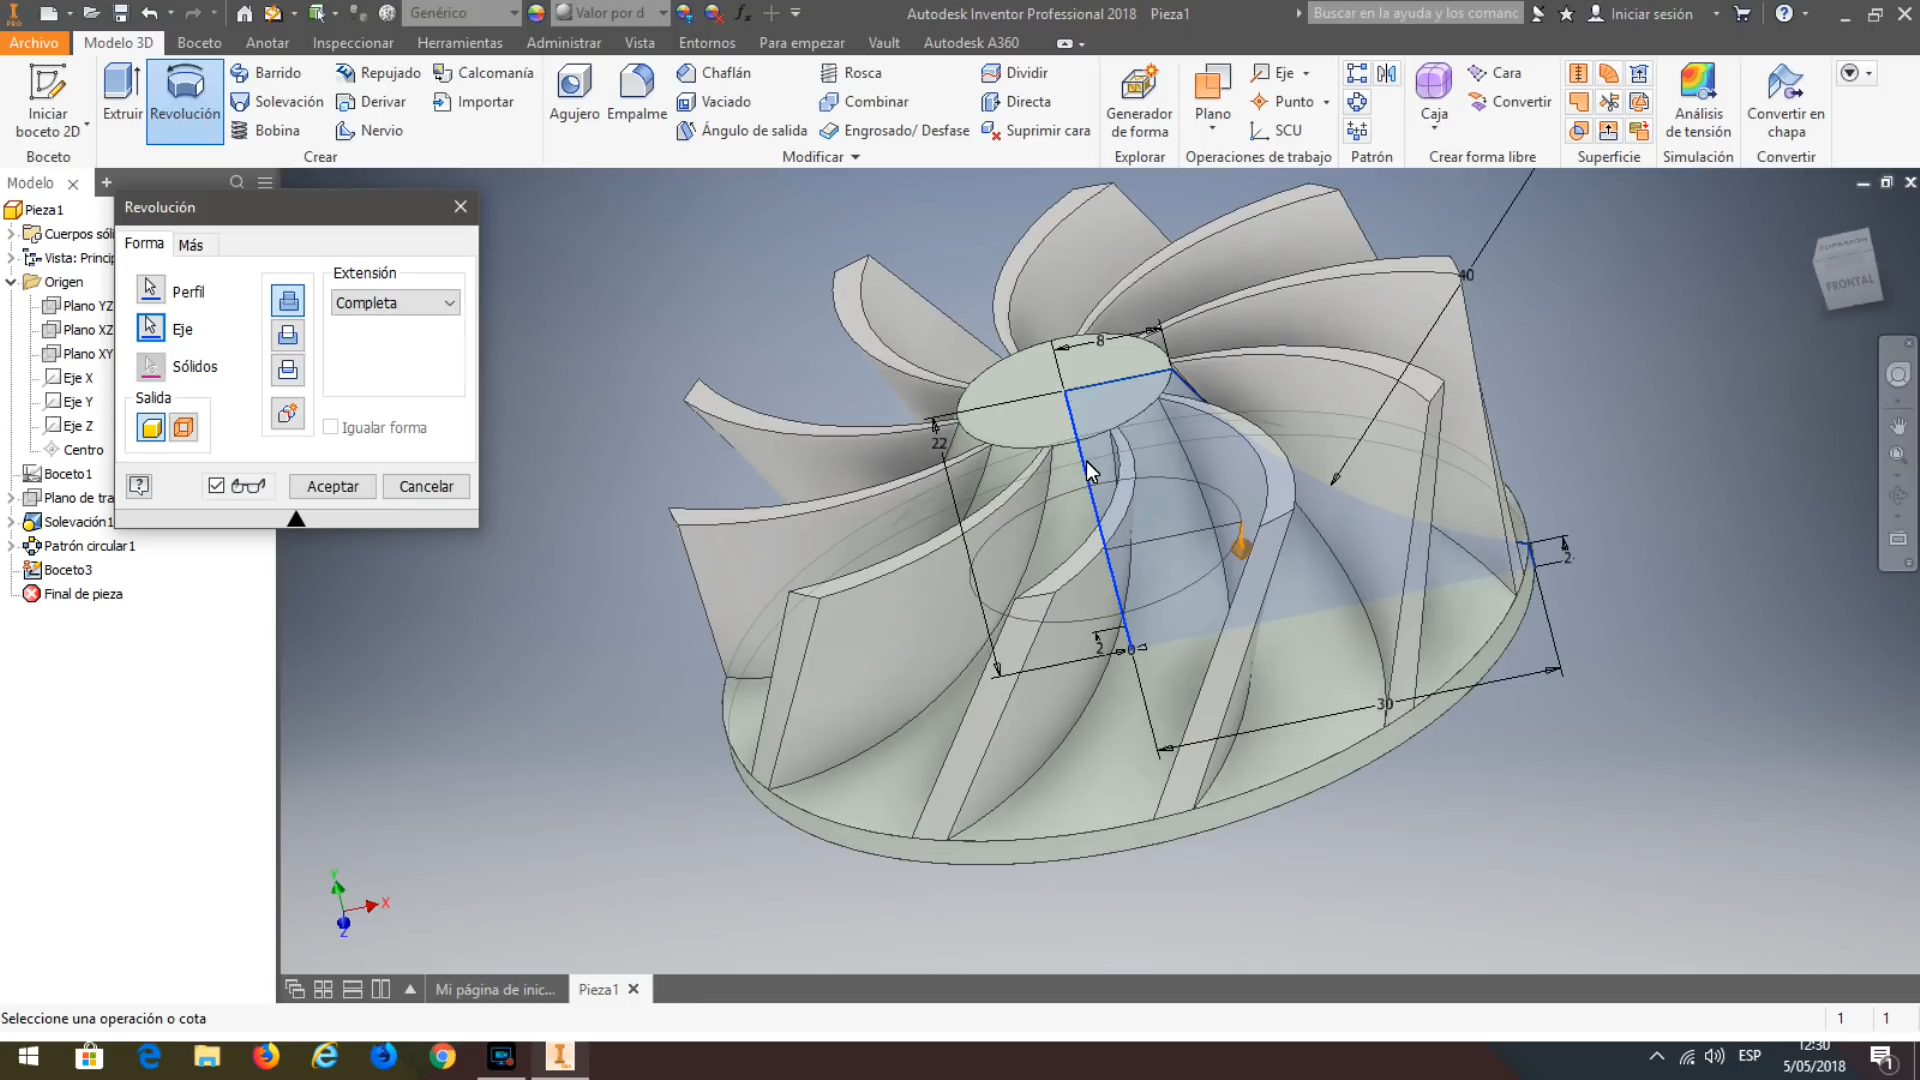 PRO
Genérico
Valor por d
fx
Autodesk Inventor Professional 2018 Pieza1
Buscar en la ayuda y los comanc
Iniciar sesión
Archivo
Modelo 3D
Boceto
Anotar
Inspeccionar
Herramientas
Administrar
Vista
Entornos
Para empezar
Vault
Autodesk A360
Iniciar
boceto 2D
Extruir
Revolución
Barrido
Solevación
Bobina
Repujado
Derivar
Nervio
Calcomanía
Importar
Agujero
Empalme
Chaflán
Vaciado
Ángulo de salida
Rosca
Combinar
Engrosado/ Desfase
Dividir
Directa
Suprimir cara
Generador
de forma
Plano
Eje
Punto
SCU
Caja
Cara
Convertir
Análisis
de tensión
Convertir en
chapa
Boceto
Crear
Modificar
Explorar
Operaciones de trabajo
Patrón
Crear forma libre
Superficie
Simulación
Convertir
Modelo
Pieza1
Cuerpos sóli
Vista: Princip
Origen
Plano YZ
Plano XZ
Plano XY
Eje X
Eje Y
Eje Z
Centro
Boceto1
Plano de tra
Solevación1
Patrón circular1
Boceto3
Final de pieza
Revolución
Forma
Más
Perfil
Eje
Sólidos
Salida
Extensión
Completa
Igualar forma
Aceptar
Cancelar
8
40
22
2
2
0
30
FRONTAL
Y
X
Z
Mi página de inic...
Pieza1
Seleccione una operación o cota
1
1
ESP
12:30
5/05/2018
1